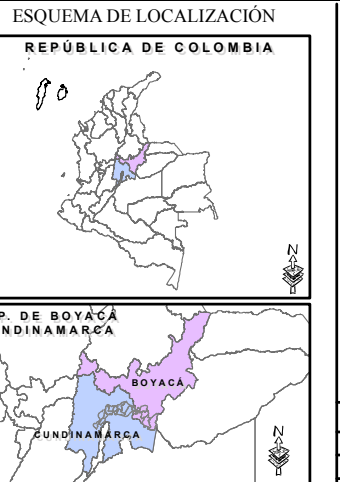 ESQUEMA DE LOCALIZACIÓN
REPÚBLICA DE COLOMBIA
N
P. DE BOYACÁ
NDINAMARCA
BOYACÁ
CUNDINAMARCA
N